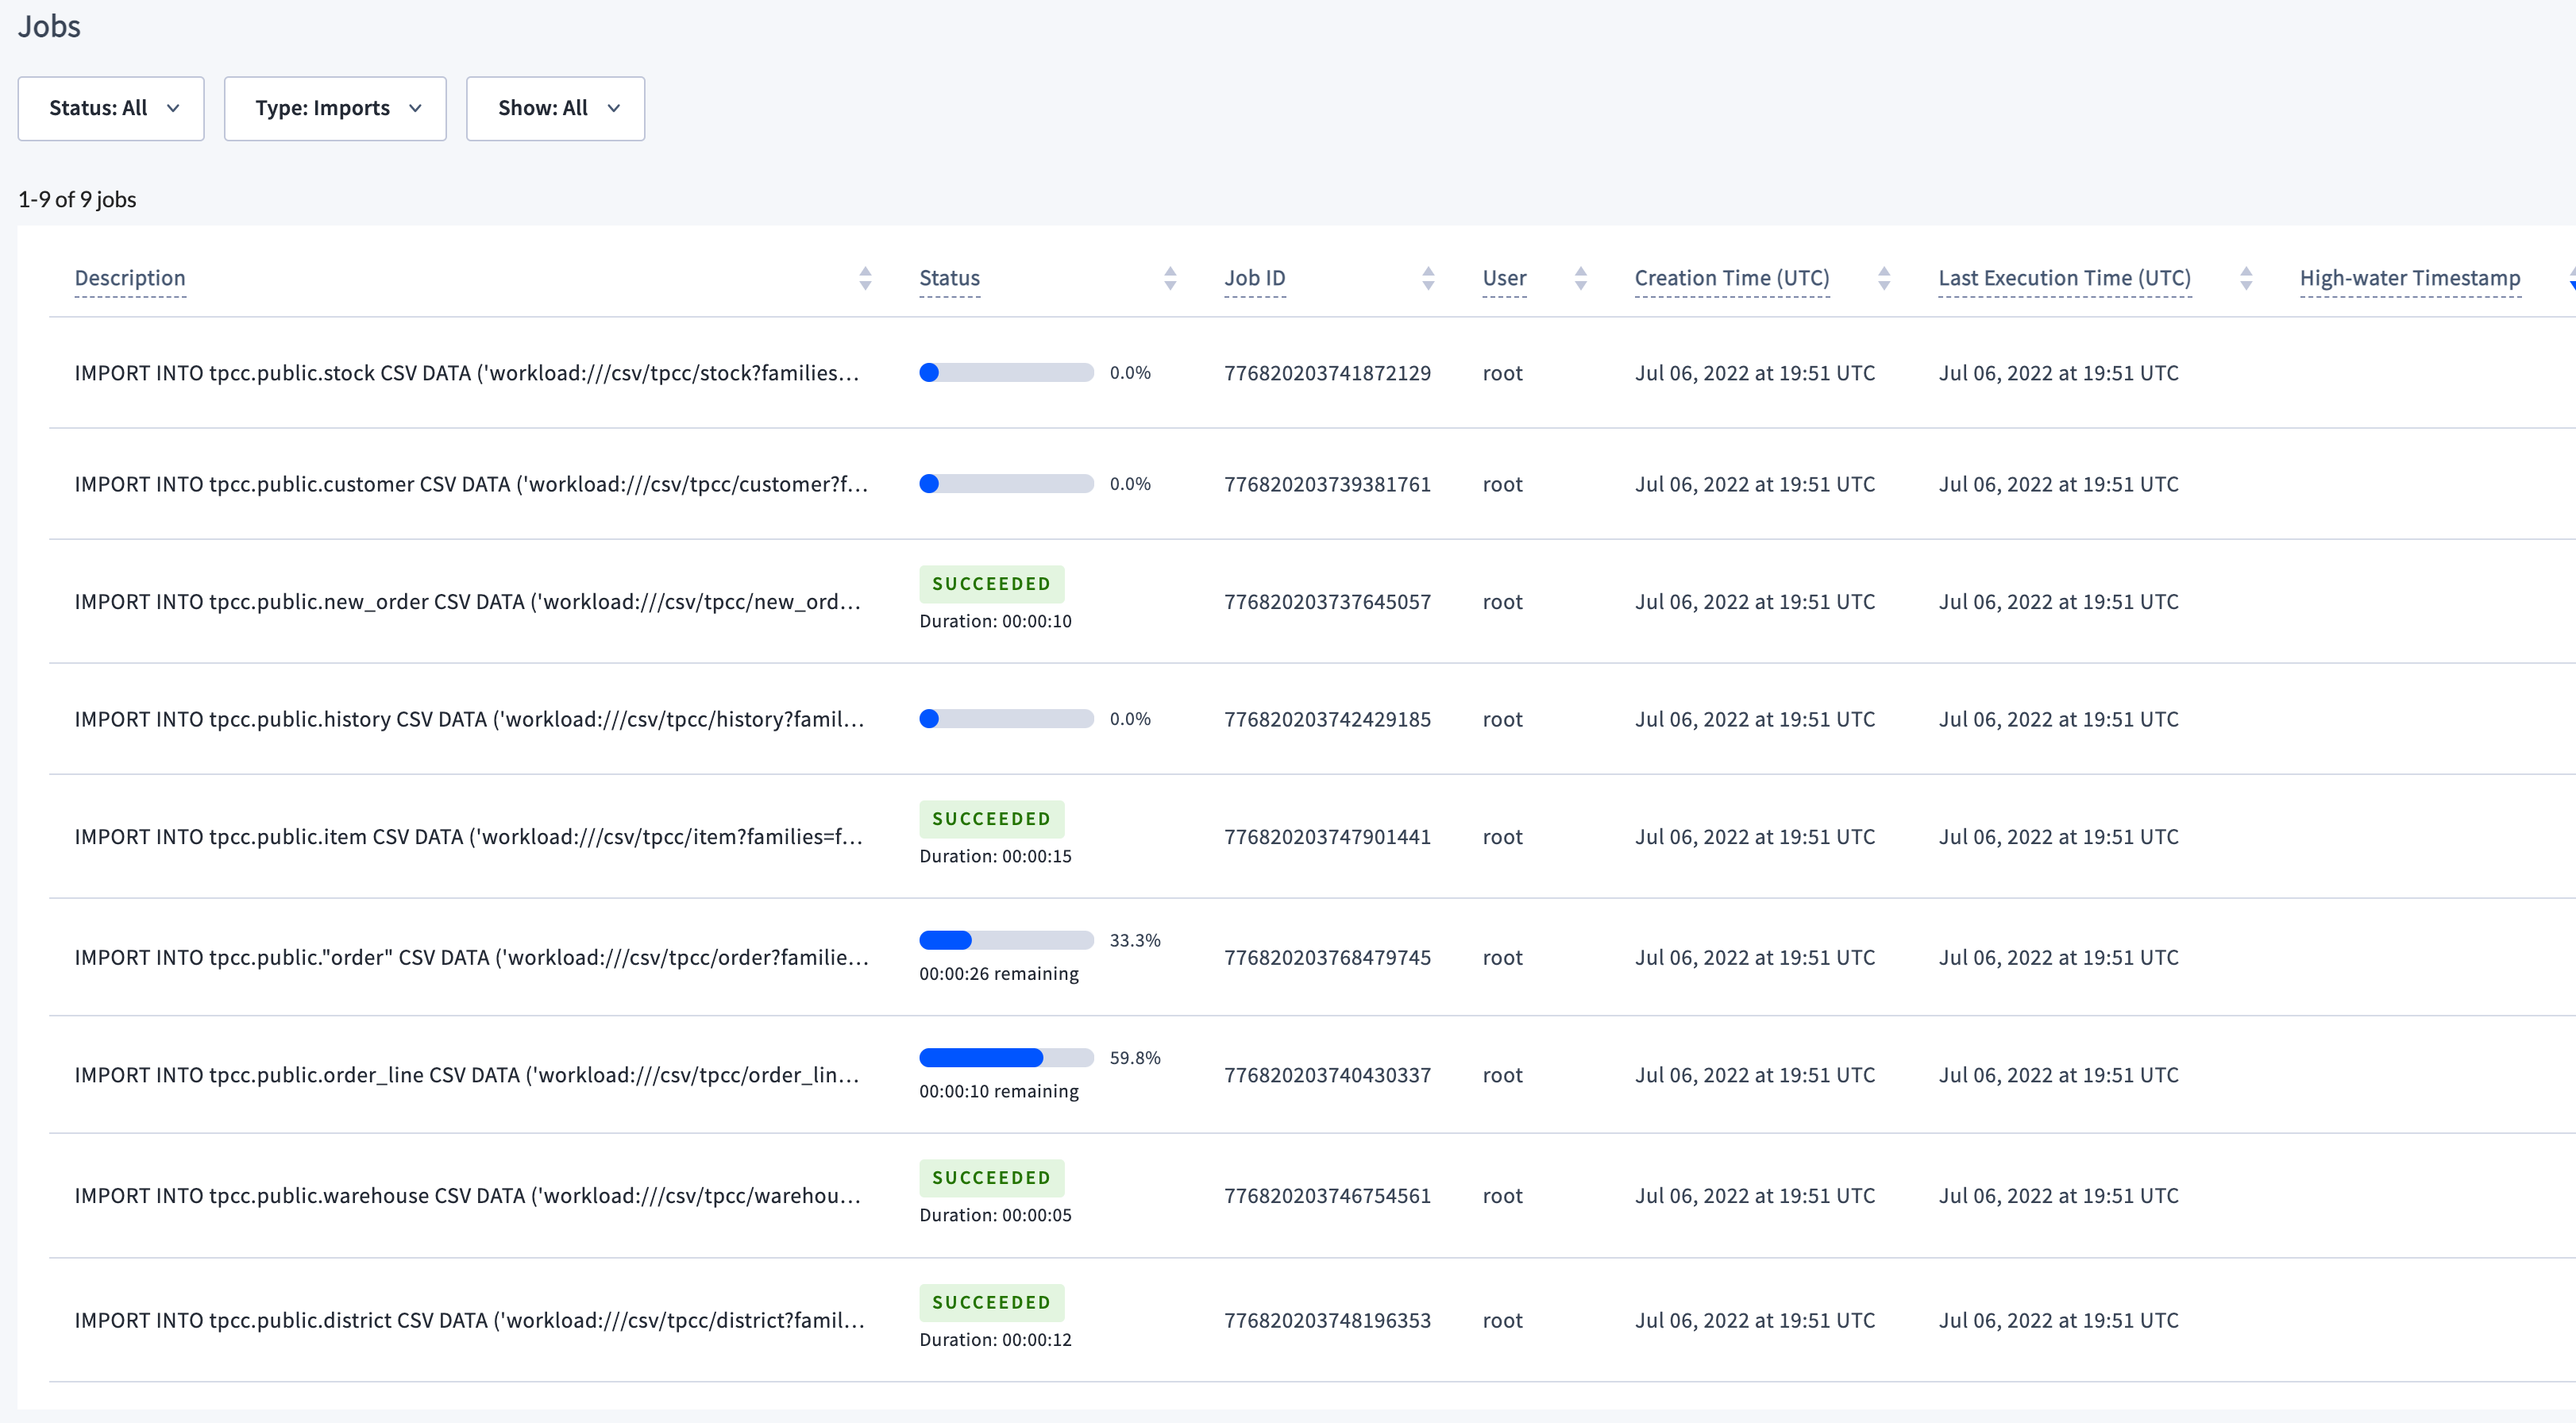 Jobs
Status: All Type: Imports Show: All
1-9 of 9 jobs
Description Status Job ID User Creation Time (UTC) Last Execution Time (UTC) High-water Timestamp
IMPORT INTO tpcc.public.stock CSV DATA ('workload:///csv/tpcc/stock?families… 0.0% 776820203741872129 root Jul 06, 2022 at 19:51 UTC Jul 06, 2022 at 19:51 UTC
IMPORT INTO tpcc.public.customer CSV DATA ('workload:///csv/tpcc/customer?f… 0.0% 776820203739381761 root Jul 06, 2022 at 19:51 UTC Jul 06, 2022 at 19:51 UTC
SUCCEEDED
IMPORT INTO tpcc.public.new_order CSV DATA ('workload:///csv/tpcc/new_ord… 776820203737645057 root Jul 06, 2022 at 19:51 UTC Jul 06, 2022 at 19:51 UTC
Duration: 00:00:10
IMPORT INTO tpcc.public.history CSV DATA ('workload:///csv/tpcc/history?famil… 0.0% 776820203742429185 root Jul 06, 2022 at 19:51 UTC Jul 06, 2022 at 19:51 UTC
SUCCEEDED
IMPORT INTO tpcc.public.item CSV DATA ('workload:///csv/tpcc/item?families=f… 776820203747901441 root Jul 06, 2022 at 19:51 UTC Jul 06, 2022 at 19:51 UTC
Duration: 00:00:15
33.3%
IMPORT INTO tpcc.public."order" CSV DATA ('workload:///csv/tpcc/order?familie… 776820203768479745 root Jul 06, 2022 at 19:51 UTC Jul 06, 2022 at 19:51 UTC
00:00:26 remaining
59.8%
IMPORT INTO tpcc.public.order_line CSV DATA ('workload:///csv/tpcc/order_lin… 776820203740430337 root Jul 06, 2022 at 19:51 UTC Jul 06, 2022 at 19:51 UTC
00:00:10 remaining
SUCCEEDED
IMPORT INTO tpcc.public.warehouse CSV DATA ('workload:///csv/tpcc/warehou… 776820203746754561 root Jul 06, 2022 at 19:51 UTC Jul 06, 2022 at 19:51 UTC
Duration: 00:00:05
SUCCEEDED
IMPORT INTO tpcc.public.district CSV DATA ('workload:///csv/tpcc/district?famil… 776820203748196353 root Jul 06, 2022 at 19:51 UTC Jul 06, 2022 at 19:51 UTC
Duration: 00:00:12